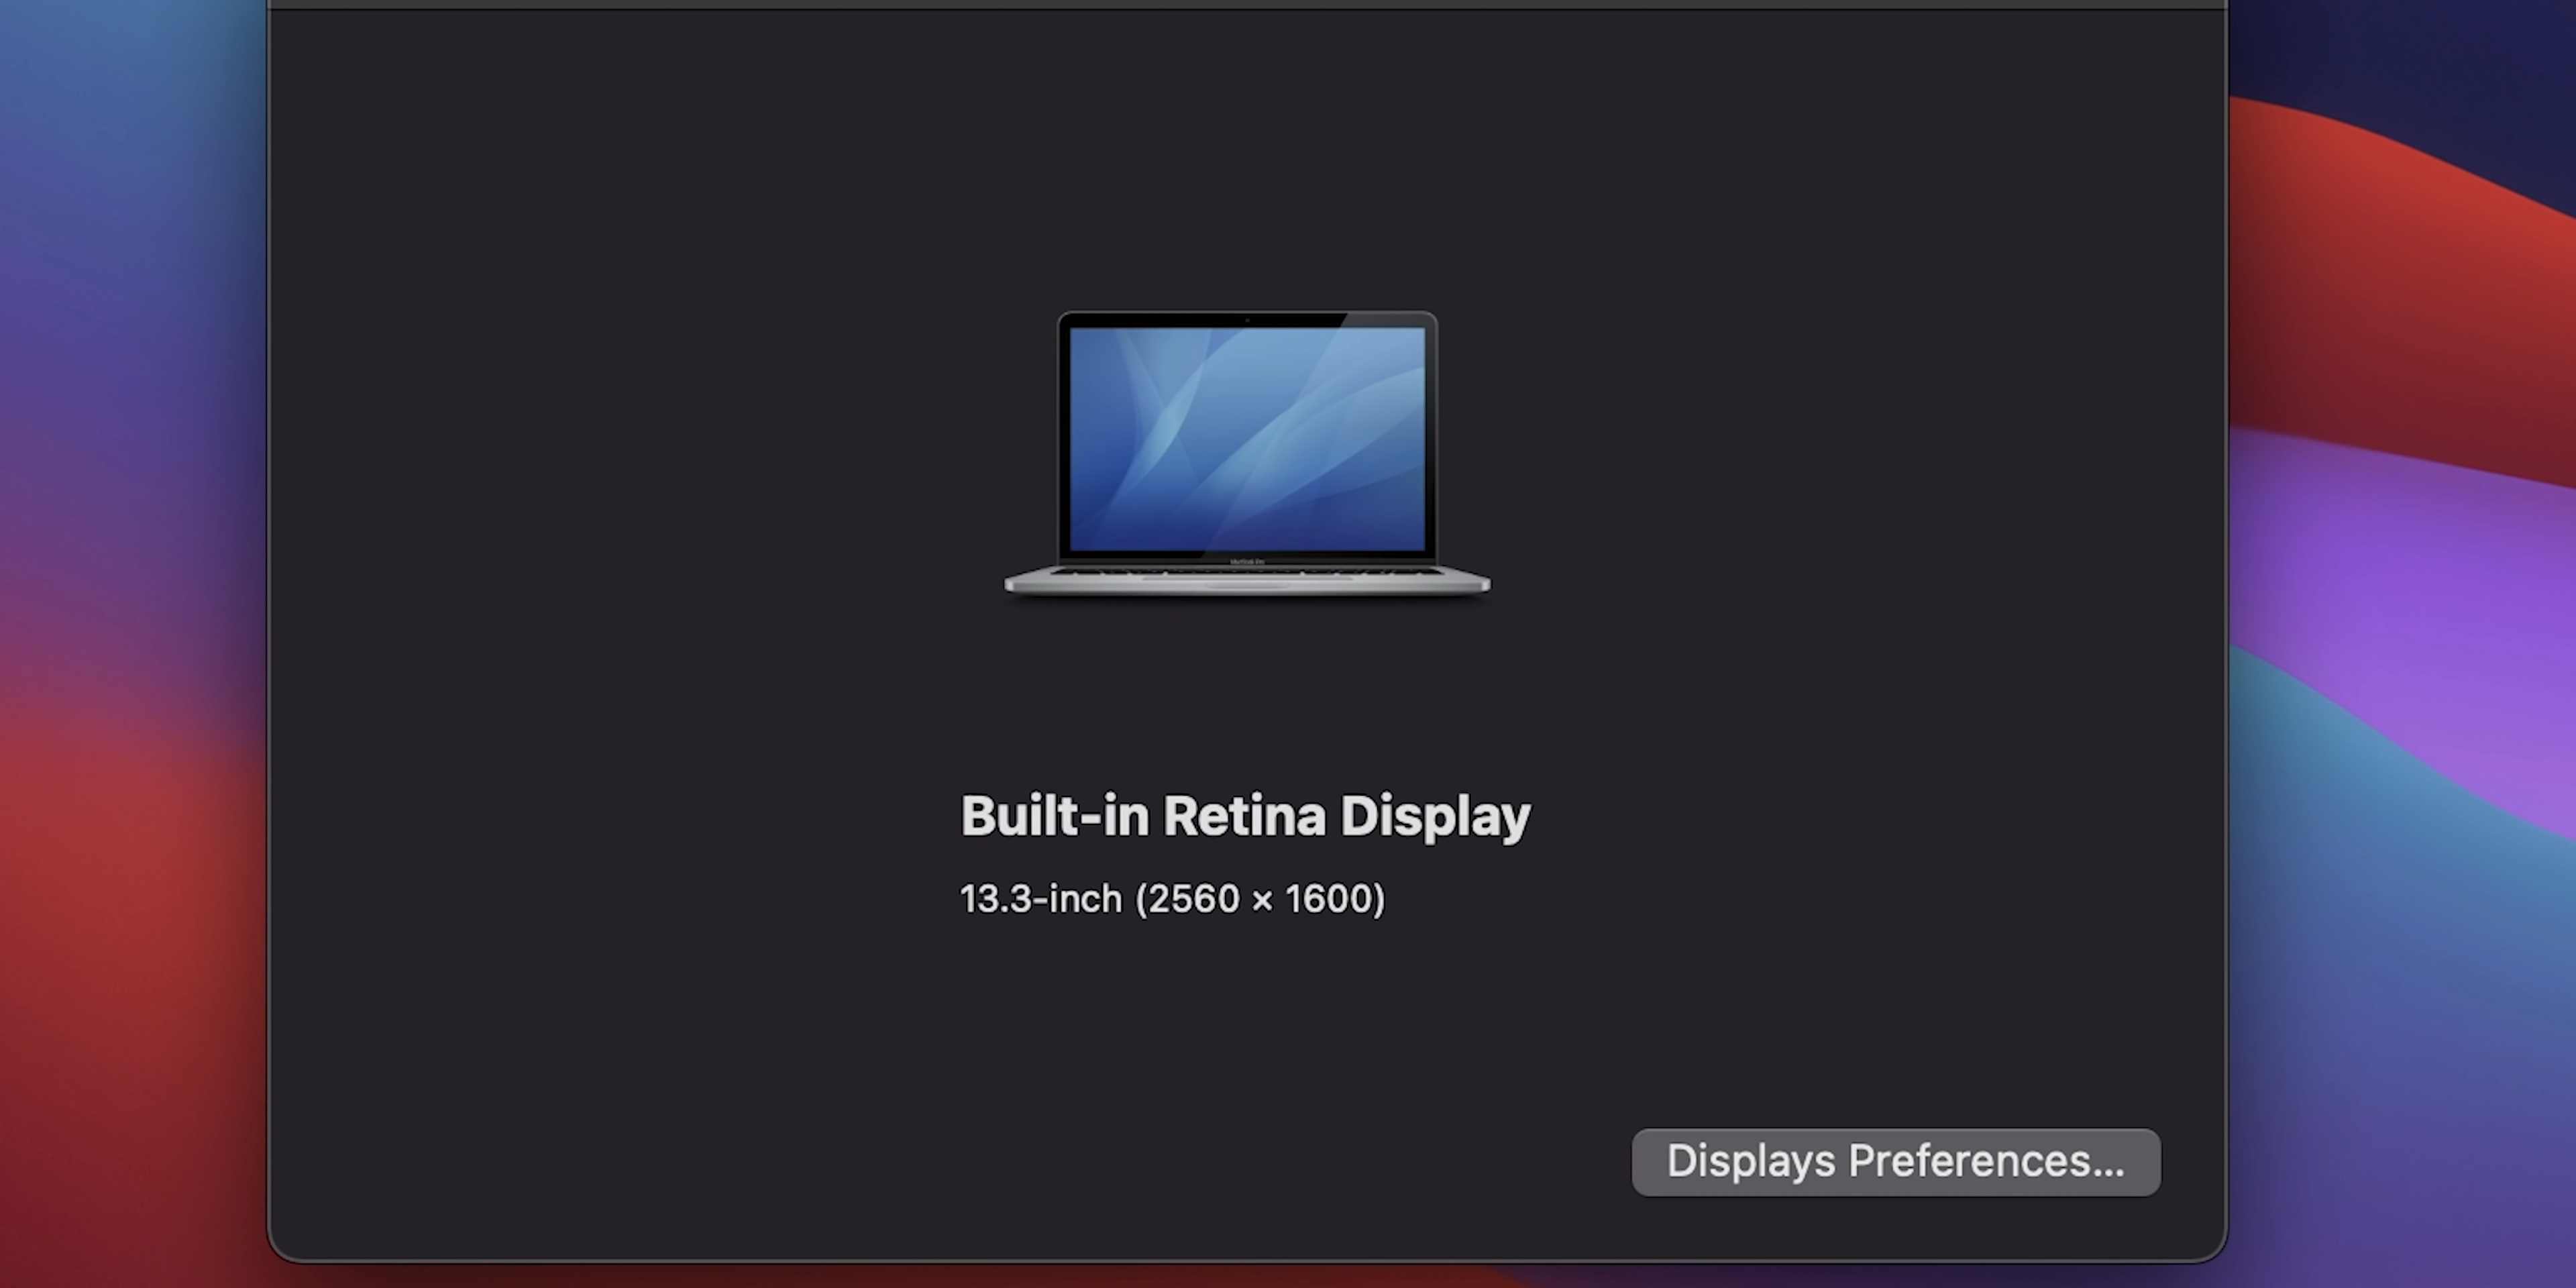 Built-in Retina Display
13.3-inch (2560 × 1600)
Displays Preferences...